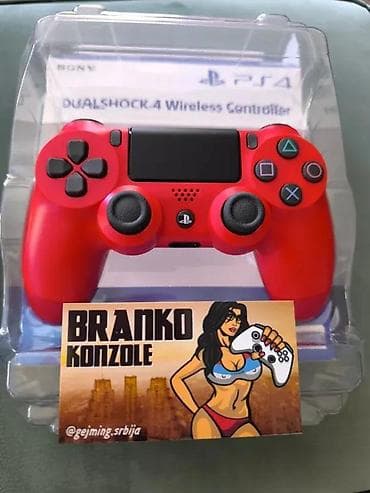 SONY
PS4
DUALSHOCK 4 Wireless Controller
BRANKO
KONZOLE
@gejming.srbija